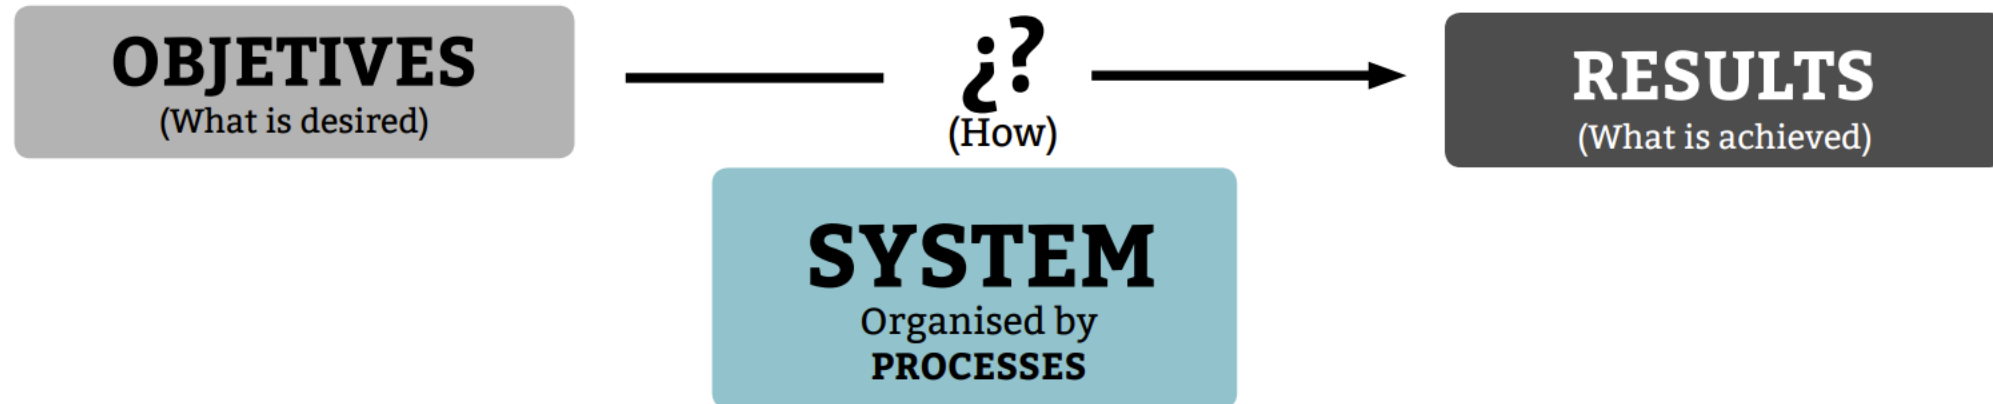 OBJETIVES
(What is desired)
¿?
(How)
RESULTS
(What is achieved)
SYSTEM
Organised by
PROCESSES